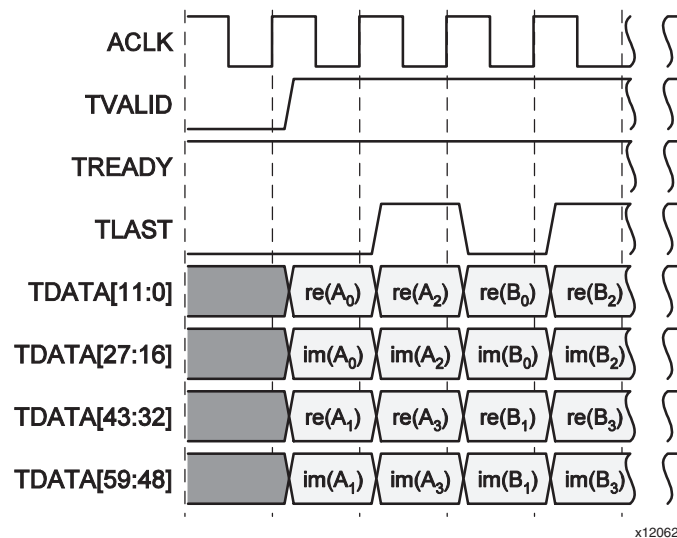 ACLK
TVALID
TREADY
TLAST
TDATA[11:0] re(A₀) re(A₂) re(B₀) re(B₂)
TDATA[27:16] im(A₀) im(A₂) im(B₀) im(B₂)
TDATA[43:32] re(A₁) re(A₃) re(B₁) re(B₃)
TDATA[59:48] im(A₁) im(A₃) im(B₁) im(B₃)
x12062